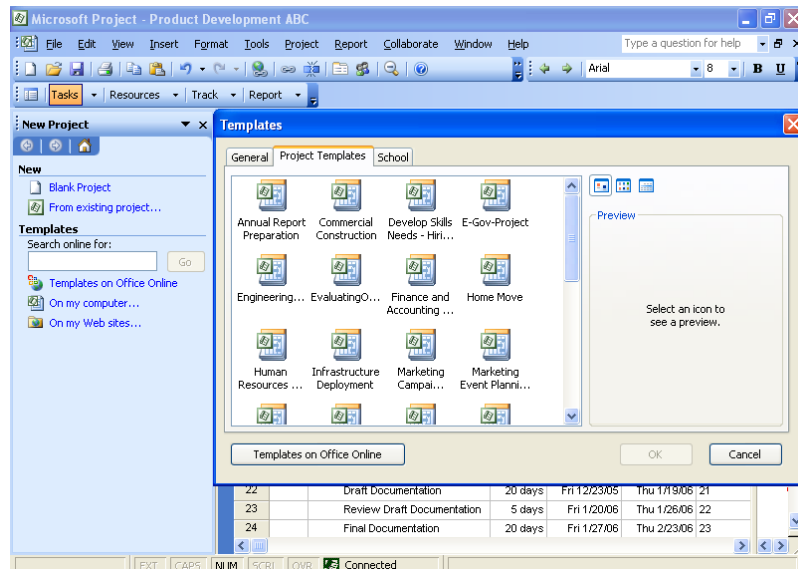 Microsoft Project - Product Development ABC
File Edit View Insert Format Tools Project Report Collaborate Window Help Type a question for help
Arial 8 B U
Tasks Resources Track Report
New Project
New
Blank Project
From existing project...
Templates
Search online for:
Go
Templates on Office Online
On my computer...
On my Web sites...
Templates
General Project Templates School
Annual Report Preparation
Commercial Construction
Develop Skills Needs - Hiri...
E-Gov-Project
Engineering...
EvaluatingO...
Finance and Accounting ...
Home Move
Human Resources ...
Infrastructure Deployment
Marketing Campai...
Marketing Event Planni...
Preview
Select an icon to
see a preview.
Templates on Office Online OK Cancel
22 Draft Documentation 20 days Fri 12/23/05 Thu 1/19/06 21
23 Review Draft Documentation 5 days Fri 1/20/06 Thu 1/26/06 22
24 Final Documentation 20 days Fri 1/27/06 Thu 2/23/06 23
EXT CAPS NUM SCRL OVR Connected